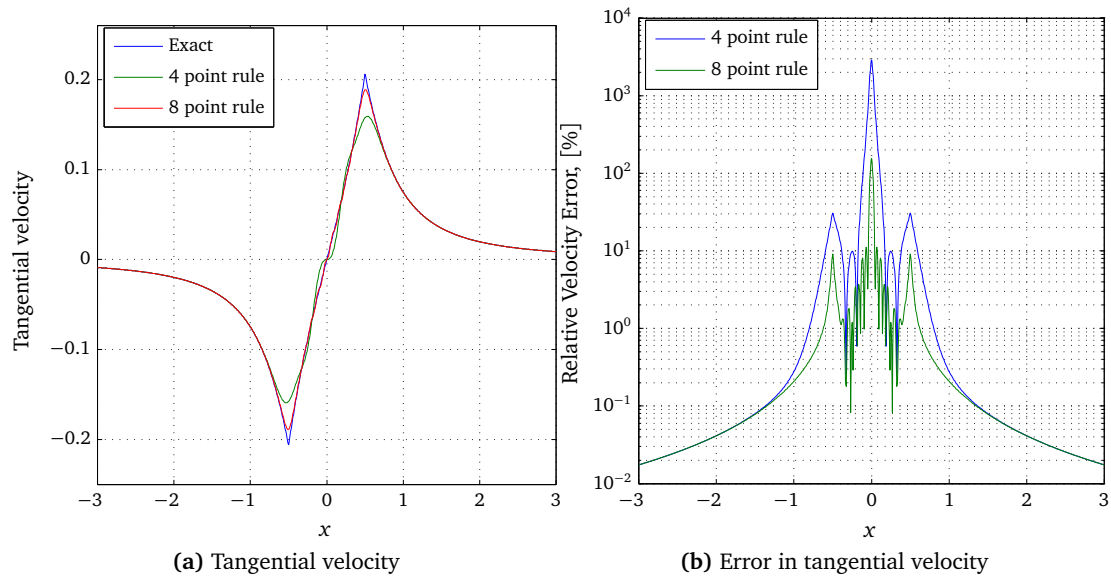 Exact
4 point rule
8 point rule
0.2
0.1
0
−0.1
−0.2
−3
−2
−1
0
1
2
3
Tangential velocity
x
(a) Tangential velocity
4 point rule
8 point rule
10^4
10^3
10^2
10^1
10^0
10^−1
10^−2
−3
−2
−1
0
1
2
3
Relative Velocity Error, [%]
x
(b) Error in tangential velocity